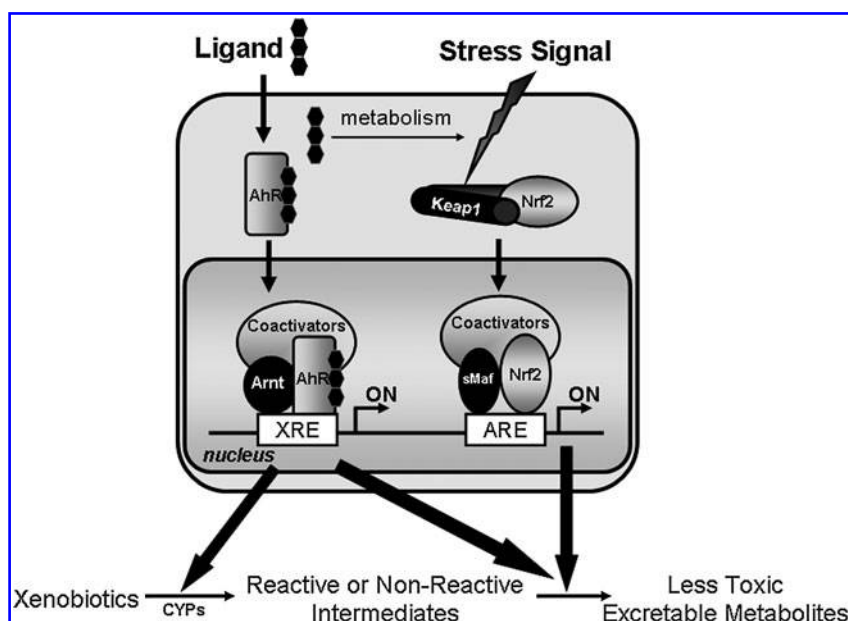 Ligand
Stress Signal
metabolism
AhR
Keap1
Nrf2
Coactivators
Coactivators
Arnt
AhR
ON
sMaf
Nrf2
ON
XRE
ARE
nucleus
Xenobiotics
CYPs
Reactive or Non-Reactive
Intermediates
Less Toxic
Excretable Metabolites